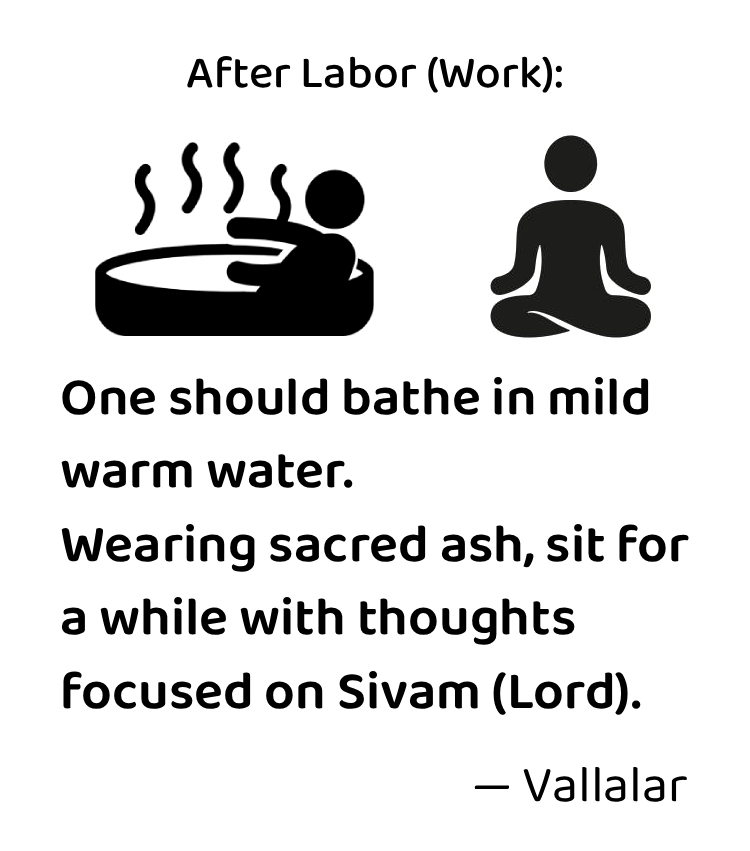 After Labor (Work):
One should bathe in mild
warm water.
Wearing sacred ash, sit for
a while with thoughts
focused on Sivam (Lord).
— Vallalar